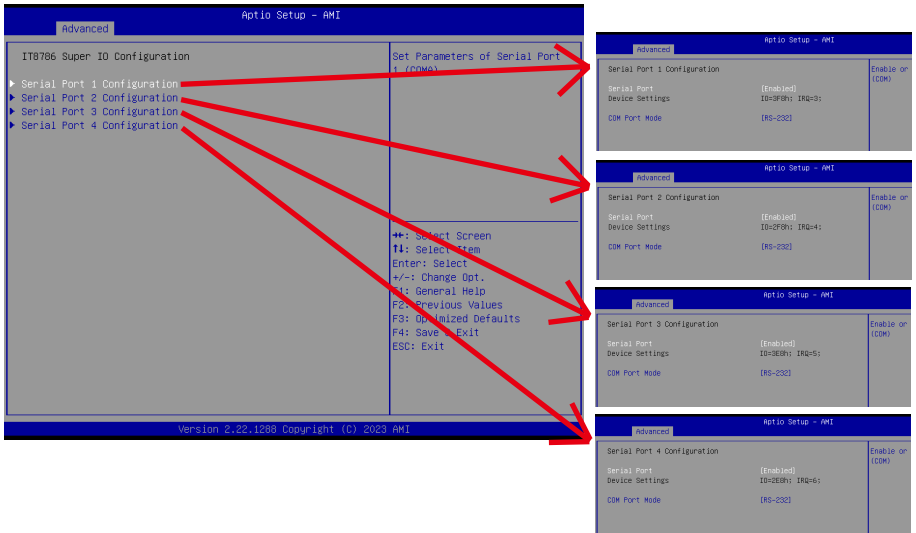 Aptio Setup – AMI
Advanced
IT8786 Super IO Configuration
Serial Port 1 Configuration
Serial Port 2 Configuration
Serial Port 3 Configuration
Serial Port 4 Configuration
Set Parameters of Serial Port
1 (COMA)
→←: Select Screen
↑↓: Select Item
Enter: Select
+/-: Change Opt.
F1: General Help
F2: Previous Values
F3: Optimized Defaults
F4: Save & Exit
ESC: Exit
Version 2.22.1288 Copyright (C) 2023 AMI
Aptio Setup – AMI
Advanced
Serial Port 1 Configuration
Serial Port [Enabled]
Device Settings IO=3F8h; IRQ=3;
COM Port Mode [RS-232]
Enable or
(COM)
Aptio Setup – AMI
Advanced
Serial Port 2 Configuration
Serial Port [Enabled]
Device Settings IO=2F8h; IRQ=4;
COM Port Mode [RS-232]
Enable or
(COM)
Aptio Setup – AMI
Advanced
Serial Port 3 Configuration
Serial Port [Enabled]
Device Settings IO=3E8h; IRQ=5;
COM Port Mode [RS-232]
Enable or
(COM)
Aptio Setup – AMI
Advanced
Serial Port 4 Configuration
Serial Port [Enabled]
Device Settings IO=2E8h; IRQ=6;
COM Port Mode [RS-232]
Enable or
(COM)